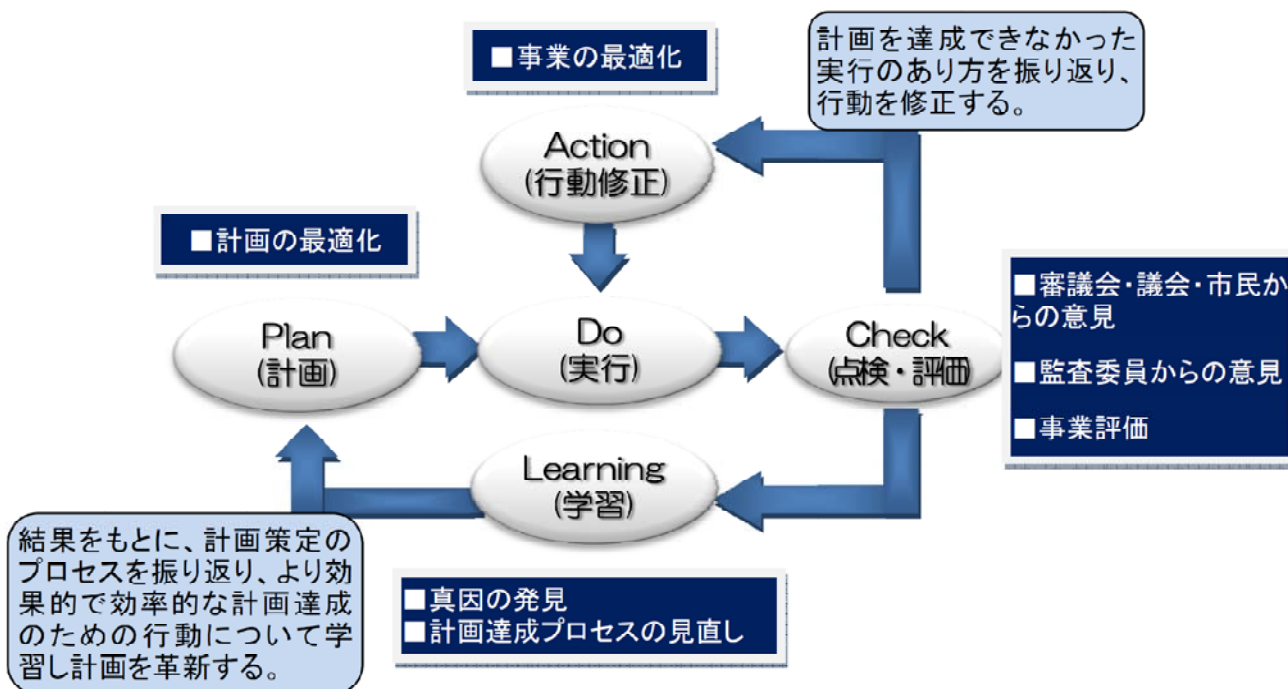 ■事業の最適化
計画を達成できなかった
実行のあり方を振り返り、
行動を修正する。
Action
(行動修正)
■計画の最適化
Plan
(計画)
Do
(実行)
Check
(点検・評価)
■審議会・議会・市民か
らの意見
■監査委員からの意見
■事業評価
Learning
(学習)
結果をもとに、計画策定の
プロセスを振り返り、より効
果的で効率的な計画達成
のための行動について学
習し計画を革新する。
■真因の発見
■計画達成プロセスの見直し